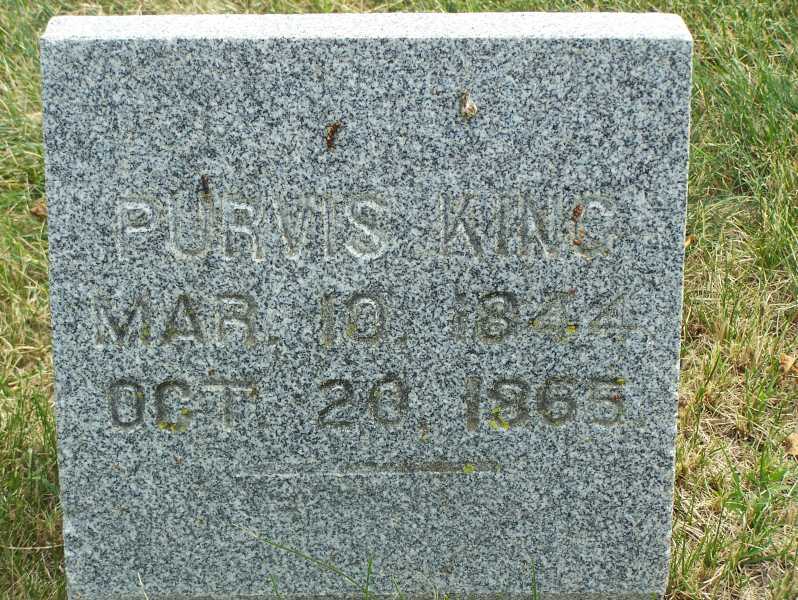 PURVIS KING
MAR. 10, 1844.
OCT. 20, 1865.